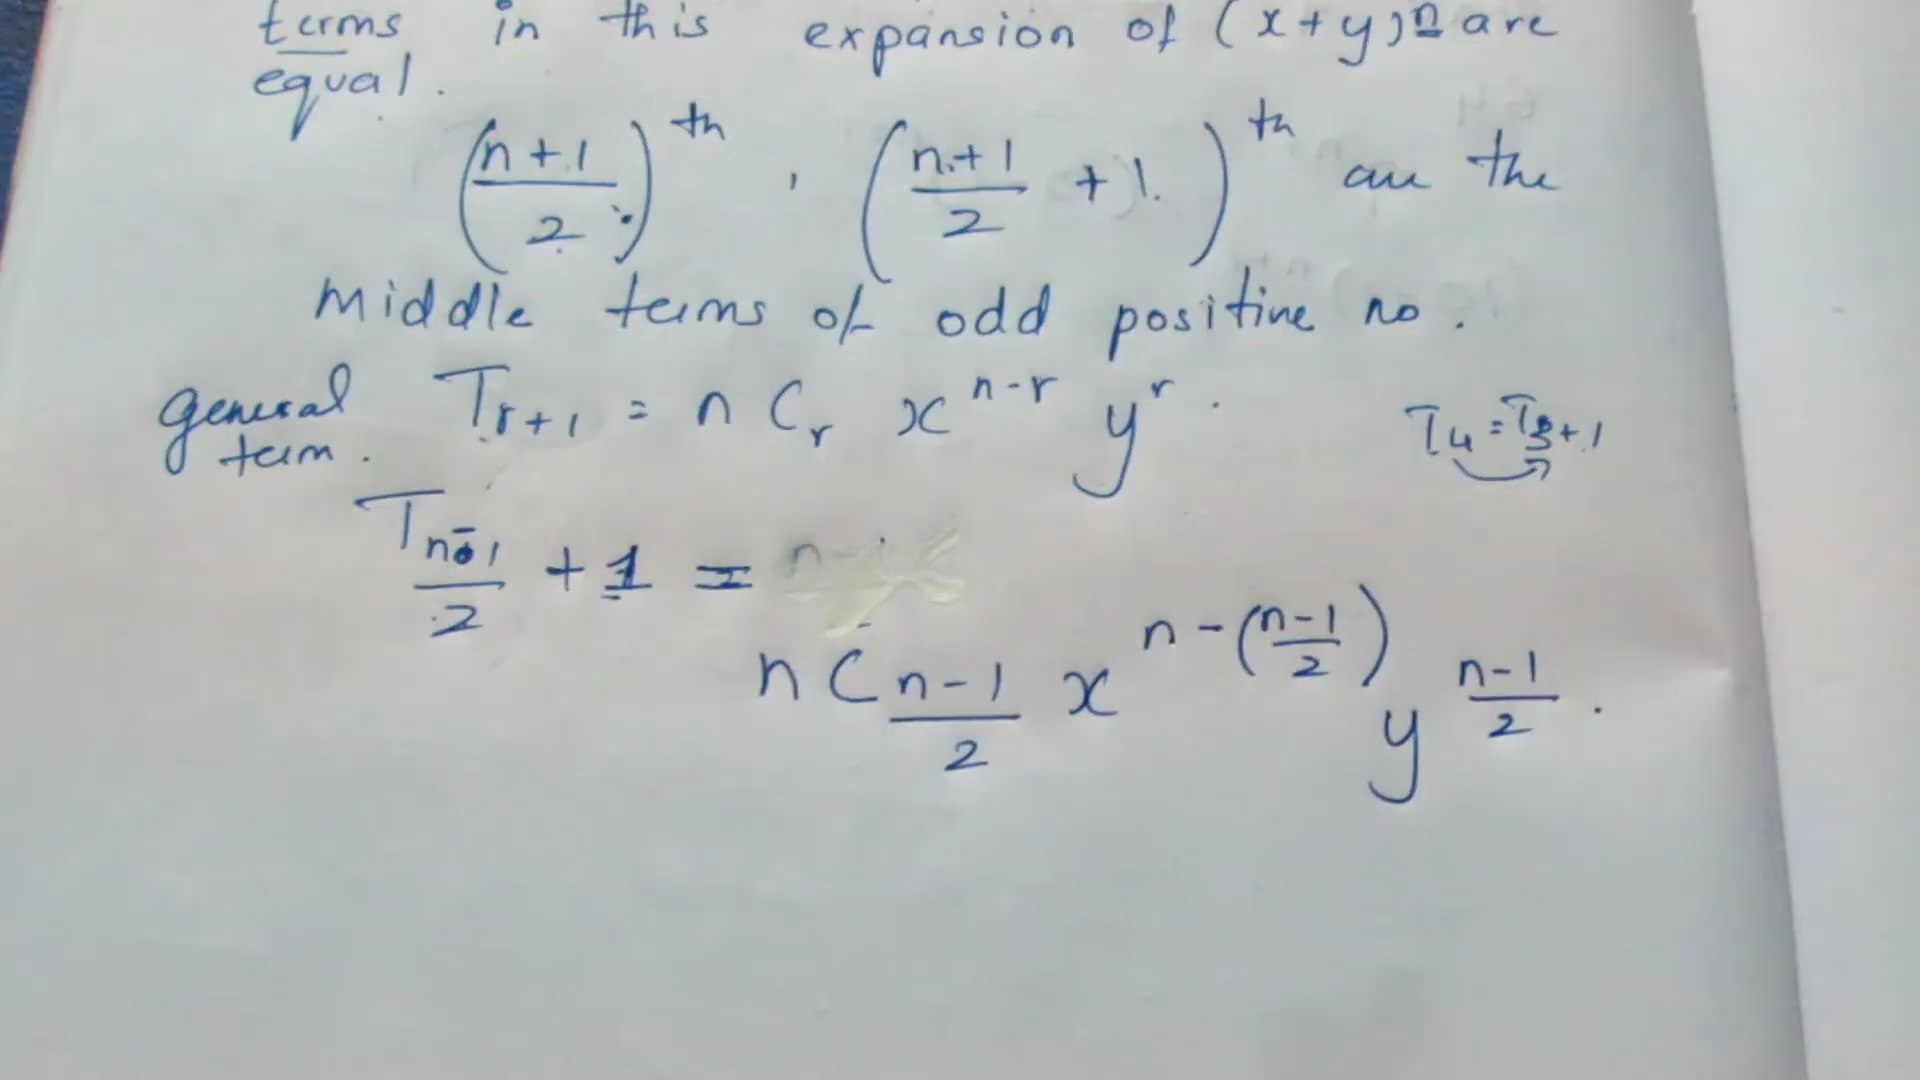 terms in this expansion of (x+y)n are
equal.
(n+1/2)th, (n+1/2 + 1)th are the
middle terms of odd positive no.
general term. Tr+1 = nCr x^n-r y^r. T4 = T3+1
Tn-1/2 + 1 =
nCn-1/2 x^n-(n-1/2) y^n-1/2.